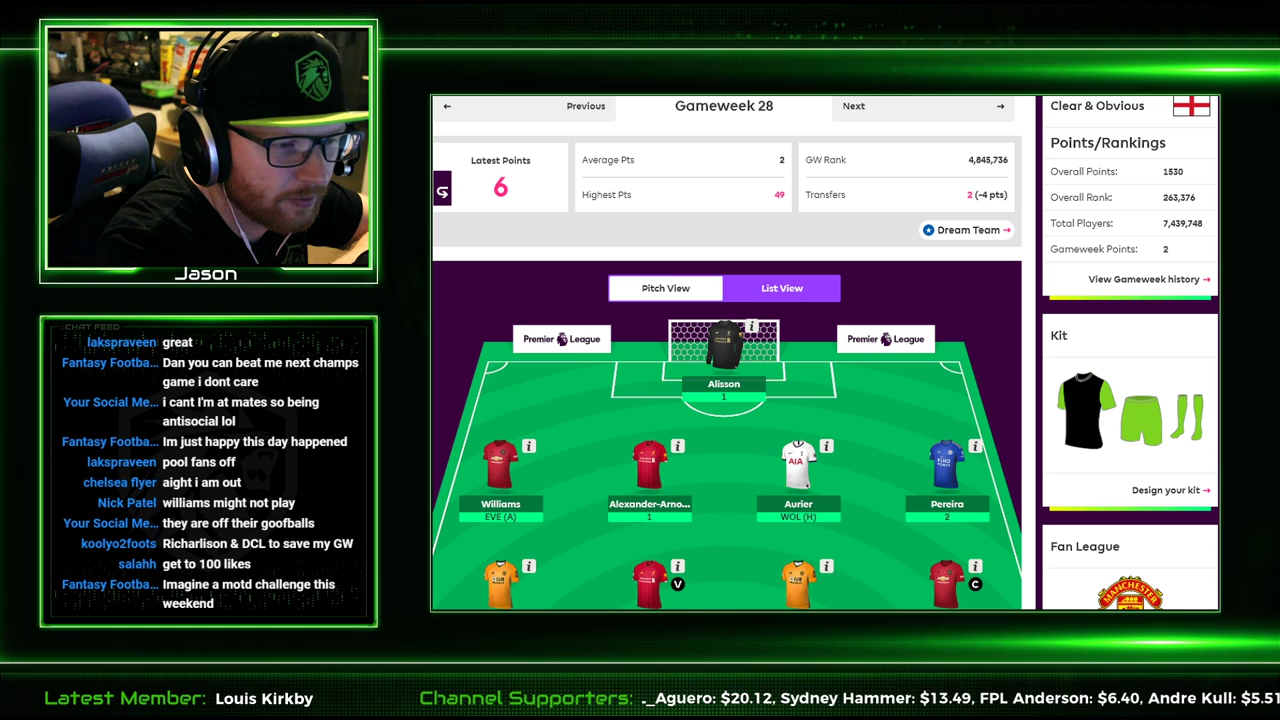 Jason
CHAT FEED
lakspraveen great
Fantasy Footba... Dan you can beat me next champs
game i dont care
Your Social Me... i cant I'm at mates so being
antisocial lol
Fantasy Footba... Im just happy this day happened
lakspraveen pool fans off
chelsea flyer aight i am out
Nick Patel williams might not play
Your Social Me... they are off their goofballs
koolyo2foots Richarlison & DCL to save my GW
salahh get to 100 likes
Fantasy Footba... Imagine a motd challenge this
weekend
← Previous
Gameweek 28
Next →
Latest Points
6
Average Pts 2
Highest Pts 49
GW Rank 4,845,736
Transfers 2 (-4 pts)
Dream Team →
Pitch View
List View
Premier League
Premier League
Alisson
1
AIA
KING POWER
Williams
EVE (A)
Alexander-Arno...
1
Aurier
WOL (H)
Pereira
2
V
C
Clear & Obvious
Points/Rankings
Overall Points: 1530
Overall Rank: 263,376
Total Players: 7,439,748
Gameweek Points: 2
View Gameweek history →
Kit
Design your kit →
Fan League
MANCHESTER
Latest Member: Louis Kirkby
Channel Supporters: ._Aguero: $20.12, Sydney Hammer: $13.49, FPL Anderson: $6.40, Andre Kull: $5.51